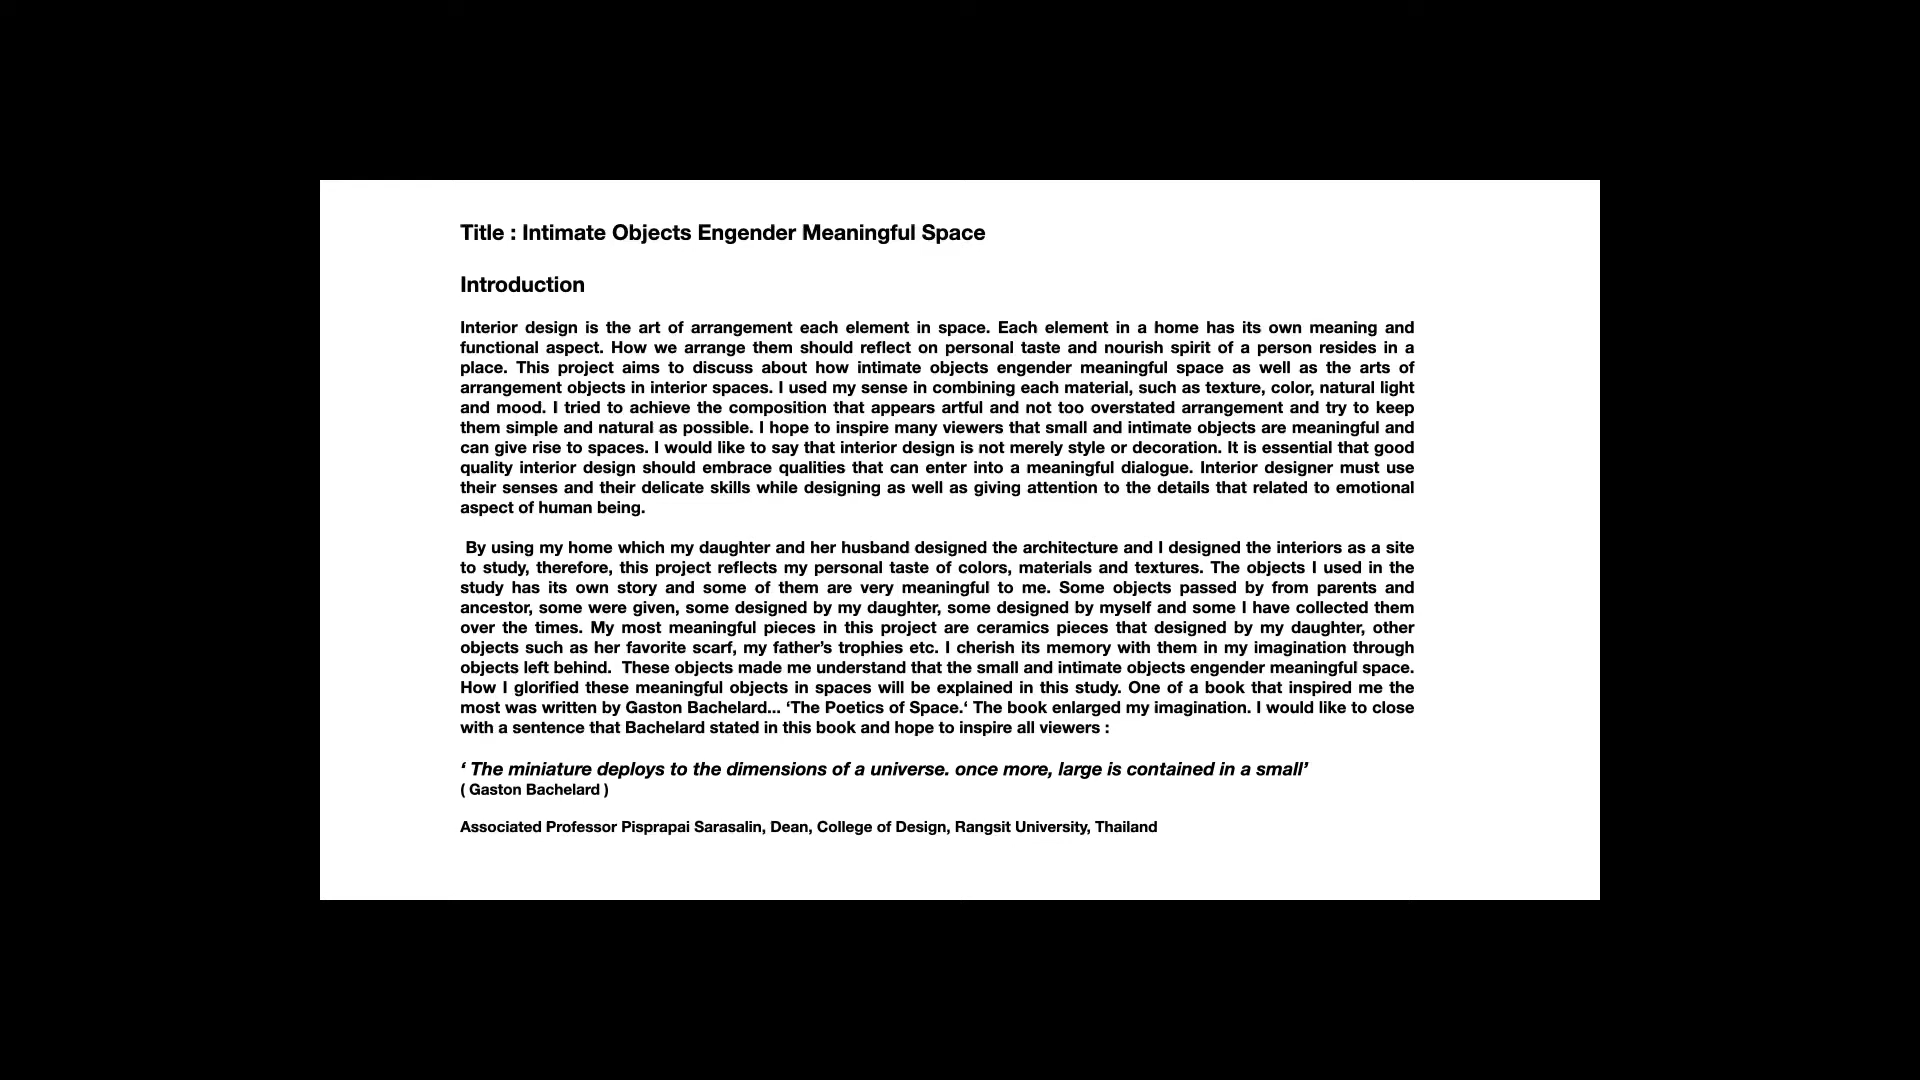 Title : Intimate Objects Engender Meaningful Space
Introduction
Interior design is the art of arrangement each element in space. Each element in a home has its own meaning and
functional aspect. How we arrange them should reflect on personal taste and nourish spirit of a person resides in a
place. This project aims to discuss about how intimate objects engender meaningful space as well as the arts of
arrangement objects in interior spaces. I used my sense in combining each material, such as texture, color, natural light
and mood. I tried to achieve the composition that appears artful and not too overstated arrangement and try to keep
them simple and natural as possible. I hope to inspire many viewers that small and intimate objects are meaningful and
can give rise to spaces. I would like to say that interior design is not merely style or decoration. It is essential that good
quality interior design should embrace qualities that can enter into a meaningful dialogue. Interior designer must use
their senses and their delicate skills while designing as well as giving attention to the details that related to emotional
aspect of human being.
By using my home which my daughter and her husband designed the architecture and I designed the interiors as a site
to study, therefore, this project reflects my personal taste of colors, materials and textures. The objects I used in the
study has its own story and some of them are very meaningful to me. Some objects passed by from parents and
ancestor, some were given, some designed by my daughter, some designed by myself and some I have collected them
over the times. My most meaningful pieces in this project are ceramics pieces that designed by my daughter, other
objects such as her favorite scarf, my father’s trophies etc. I cherish its memory with them in my imagination through
objects left behind.  These objects made me understand that the small and intimate objects engender meaningful space.
How I glorified these meaningful objects in spaces will be explained in this study. One of a book that inspired me the
most was written by Gaston Bachelard... ‘The Poetics of Space.‘ The book enlarged my imagination. I would like to close
with a sentence that Bachelard stated in this book and hope to inspire all viewers :
‘ The miniature deploys to the dimensions of a universe. once more, large is contained in a small’
( Gaston Bachelard )
Associated Professor Pisprapai Sarasalin, Dean, College of Design, Rangsit University, Thailand